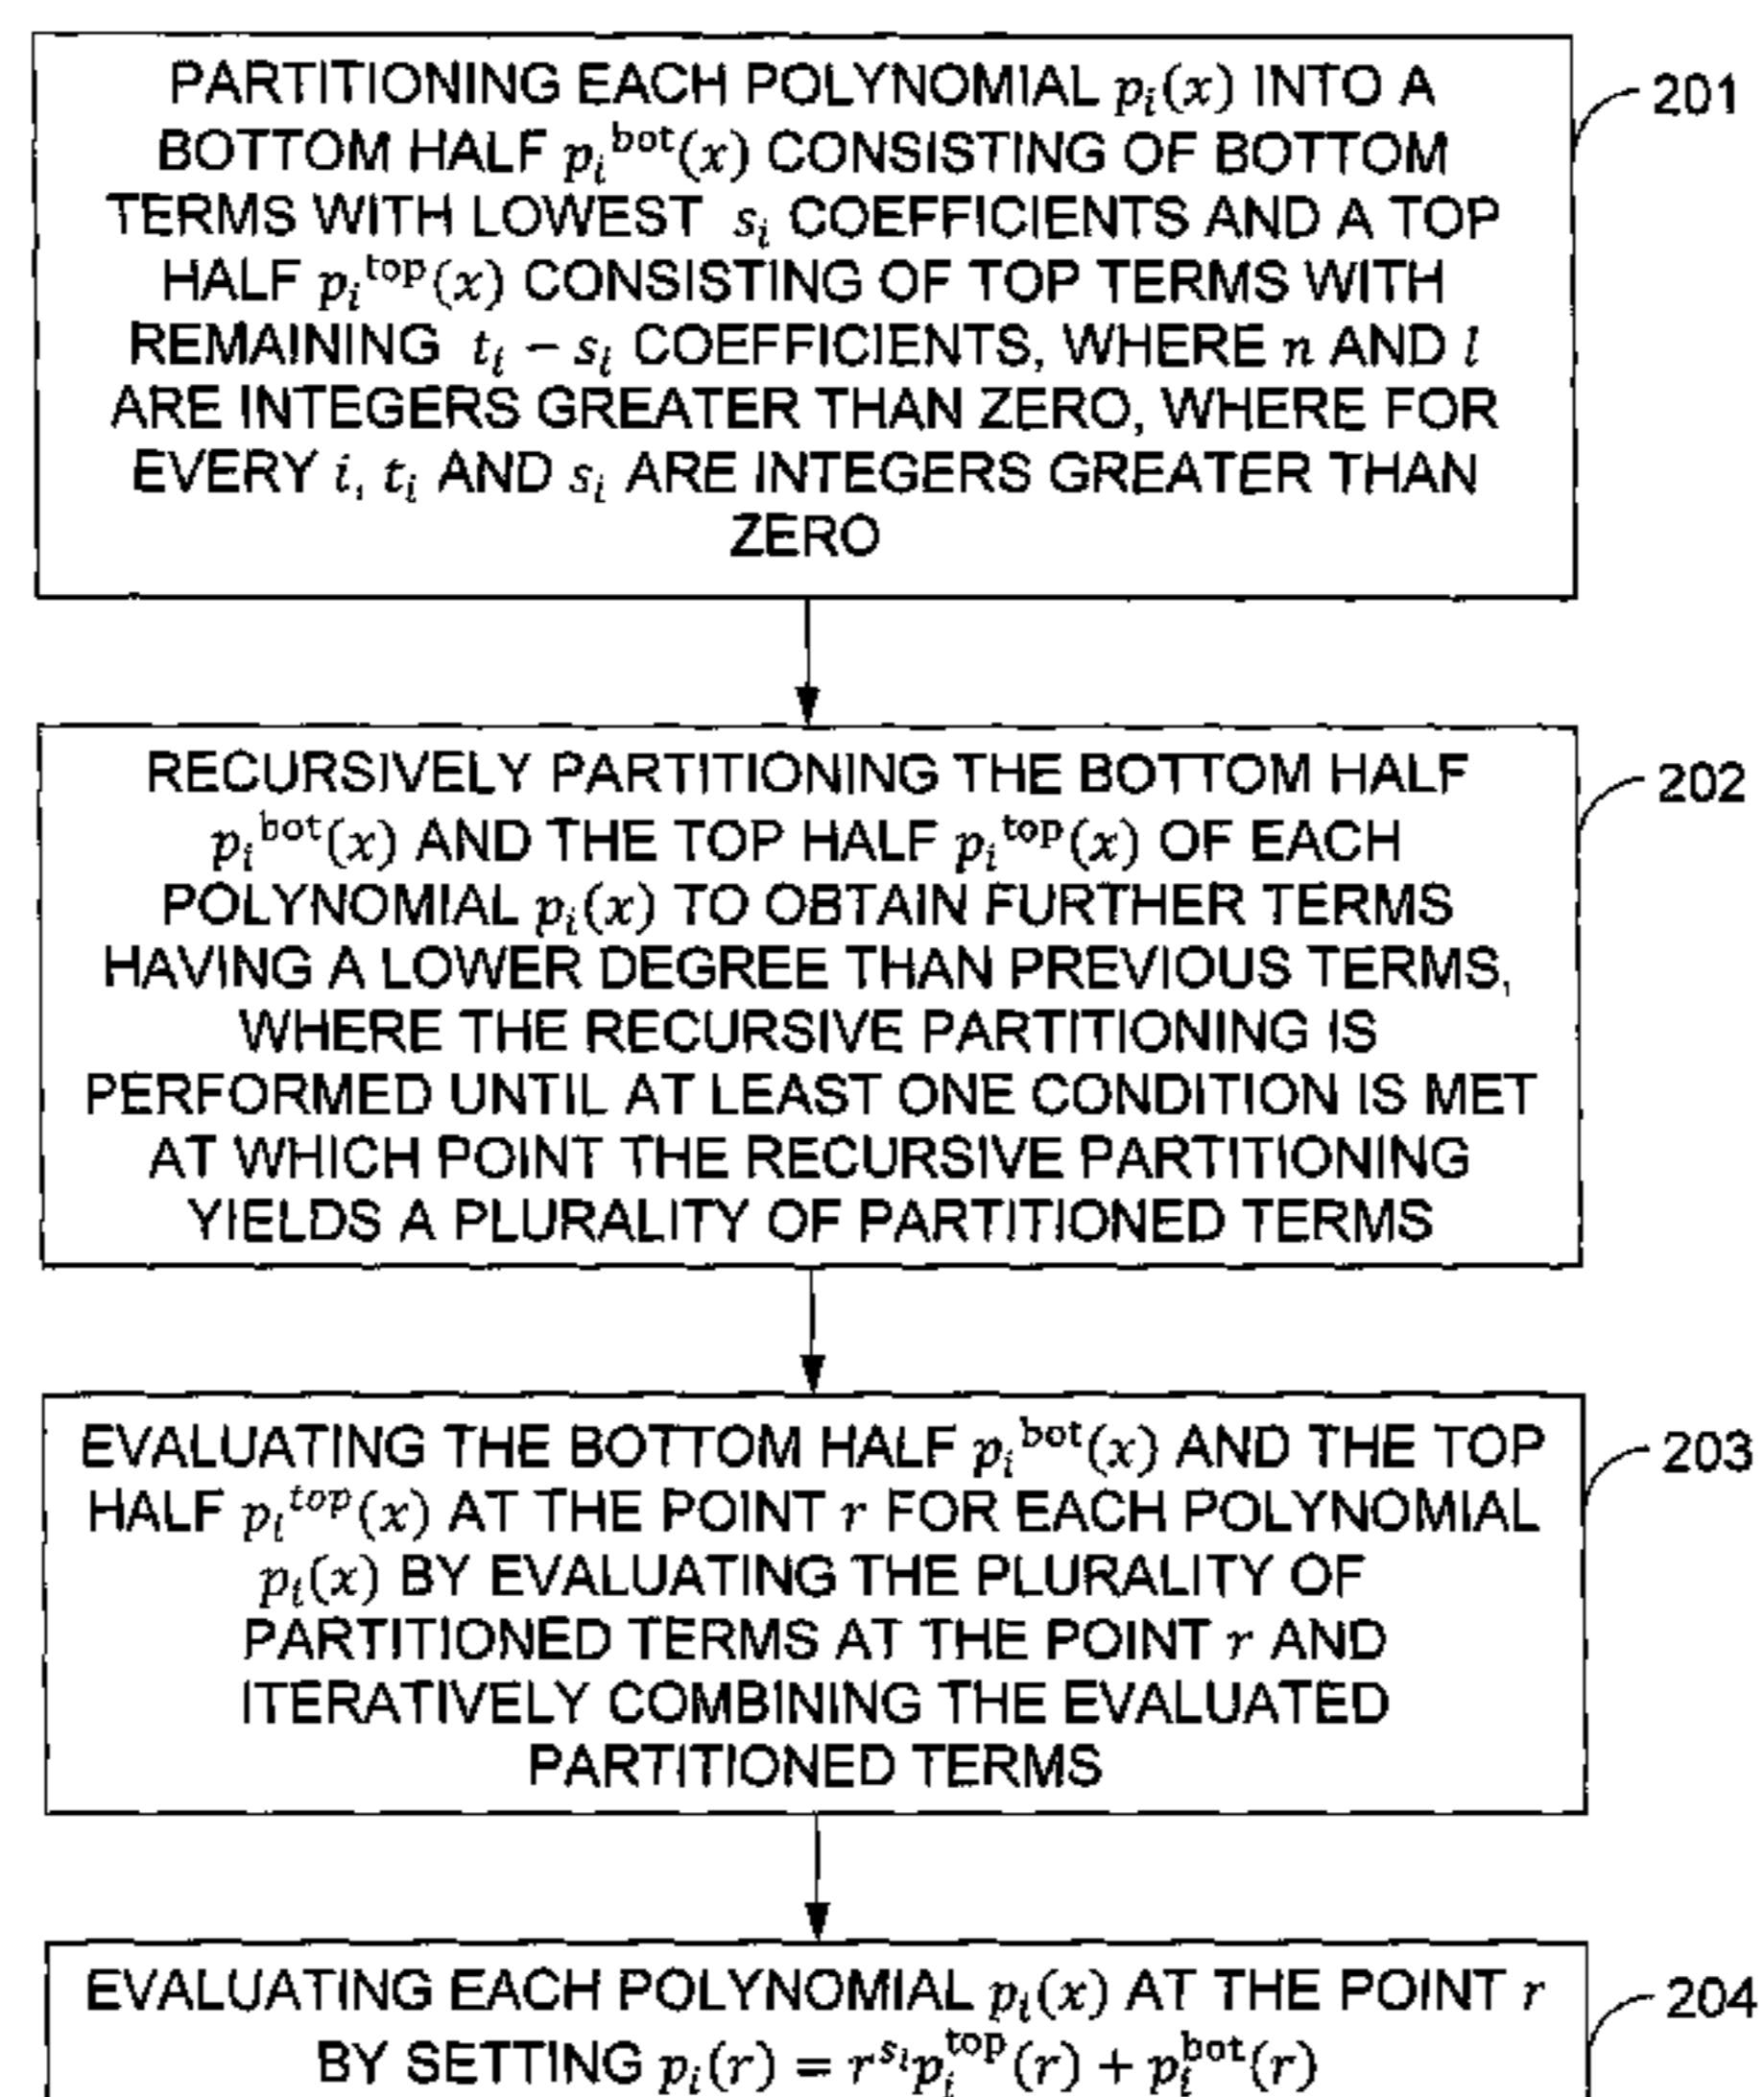 PARTITIONING EACH POLYNOMIAL pᵢ(x) INTO A
BOTTOM HALF pᵢᵇᵒᵗ(x) CONSISTING OF BOTTOM
TERMS WITH LOWEST sᵢ COEFFICIENTS AND A TOP
HALF pᵢᵗᵒᵖ(x) CONSISTING OF TOP TERMS WITH
REMAINING tᵢ − sᵢ COEFFICIENTS, WHERE n AND l
ARE INTEGERS GREATER THAN ZERO, WHERE FOR
EVERY i, tᵢ AND sᵢ ARE INTEGERS GREATER THAN
ZERO
201
RECURSIVELY PARTITIONING THE BOTTOM HALF
pᵢᵇᵒᵗ(x) AND THE TOP HALF pᵢᵗᵒᵖ(x) OF EACH
POLYNOMIAL pᵢ(x) TO OBTAIN FURTHER TERMS
HAVING A LOWER DEGREE THAN PREVIOUS TERMS,
WHERE THE RECURSIVE PARTITIONING IS
PERFORMED UNTIL AT LEAST ONE CONDITION IS MET
AT WHICH POINT THE RECURSIVE PARTITIONING
YIELDS A PLURALITY OF PARTITIONED TERMS
202
EVALUATING THE BOTTOM HALF pᵢᵇᵒᵗ(x) AND THE TOP
HALF pᵢᵗᵒᵖ(x) AT THE POINT r FOR EACH POLYNOMIAL
pᵢ(x) BY EVALUATING THE PLURALITY OF
PARTITIONED TERMS AT THE POINT r AND
ITERATIVELY COMBINING THE EVALUATED
PARTITIONED TERMS
203
EVALUATING EACH POLYNOMIAL pᵢ(x) AT THE POINT r
BY SETTING pᵢ(r) = r^sᵢ pᵢᵗᵒᵖ(r) + pᵢᵇᵒᵗ(r)
204